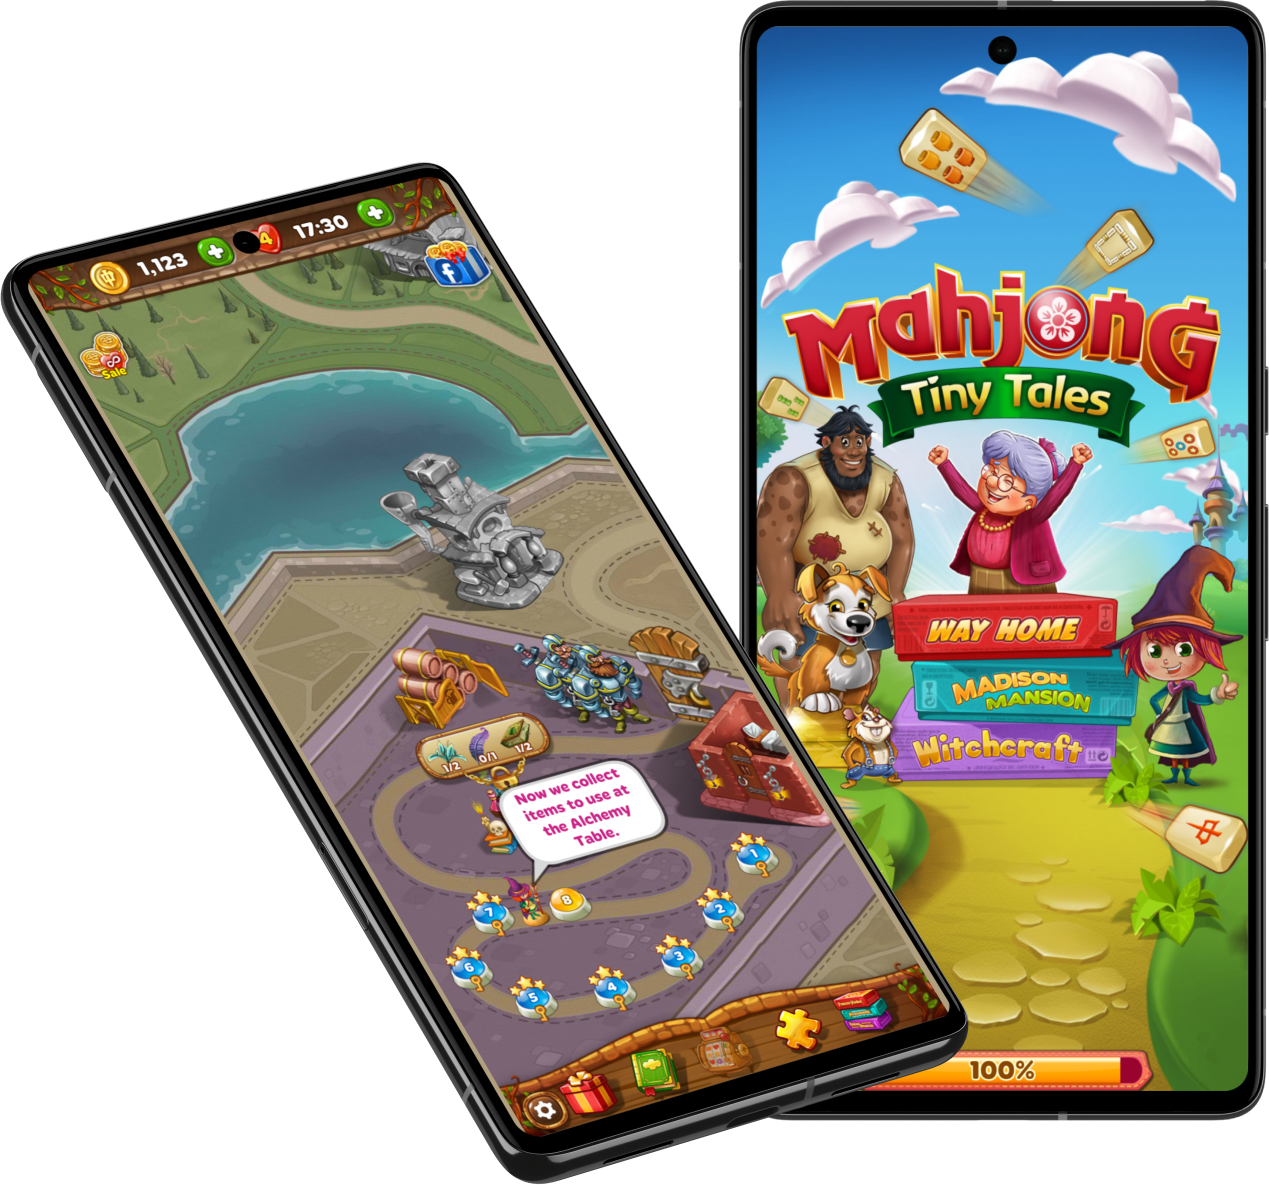 1,123
4
17:30
f
Sale
1/2
0/1
1/2
Now we collect
items to use at
the Alchemy
Table.
1
2
3
4
5
6
7
8
Mahjong
Tiny Tales
WAY HOME
MADISON
MANSION
Witchcraft
100%